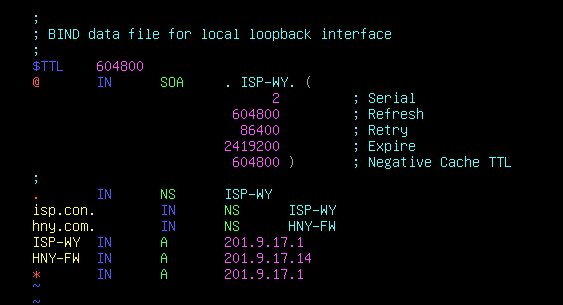 ;
; BIND data file for local loopback interface
;
$TTL    604800
@       IN      SOA     . ISP-WY. (
                              2         ; Serial
                         604800         ; Refresh
                          86400         ; Retry
                        2419200         ; Expire
                         604800 )       ; Negative Cache TTL
;
.       IN      NS      ISP-WY
isp.con.        IN      NS      ISP-WY
hny.com.        IN      NS      HNY-FW
ISP-WY  IN      A       201.9.17.1
HNY-FW  IN      A       201.9.17.14
*       IN      A       201.9.17.1
~
~